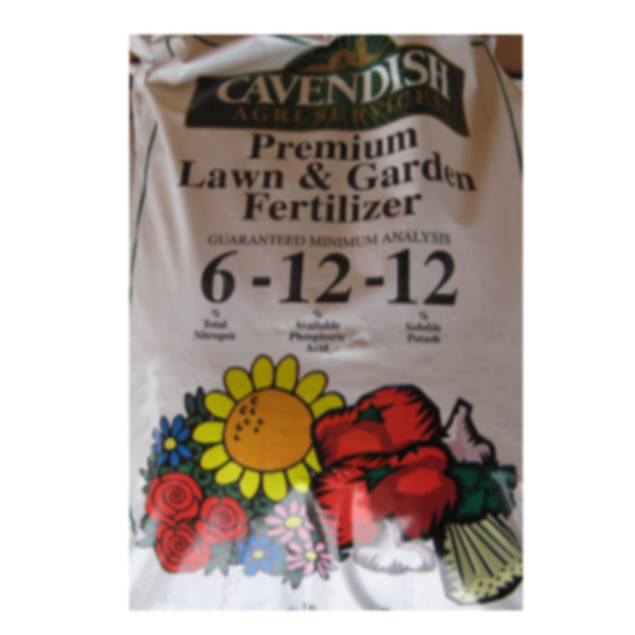 CAVENDISH
AGRI SERVICES
Premium
Lawn & Garden
Fertilizer
GUARANTEED MINIMUM ANALYSIS
6 - 12 - 12
% % %
Total Available Soluble
Nitrogen Phosphoric Potash
Acid